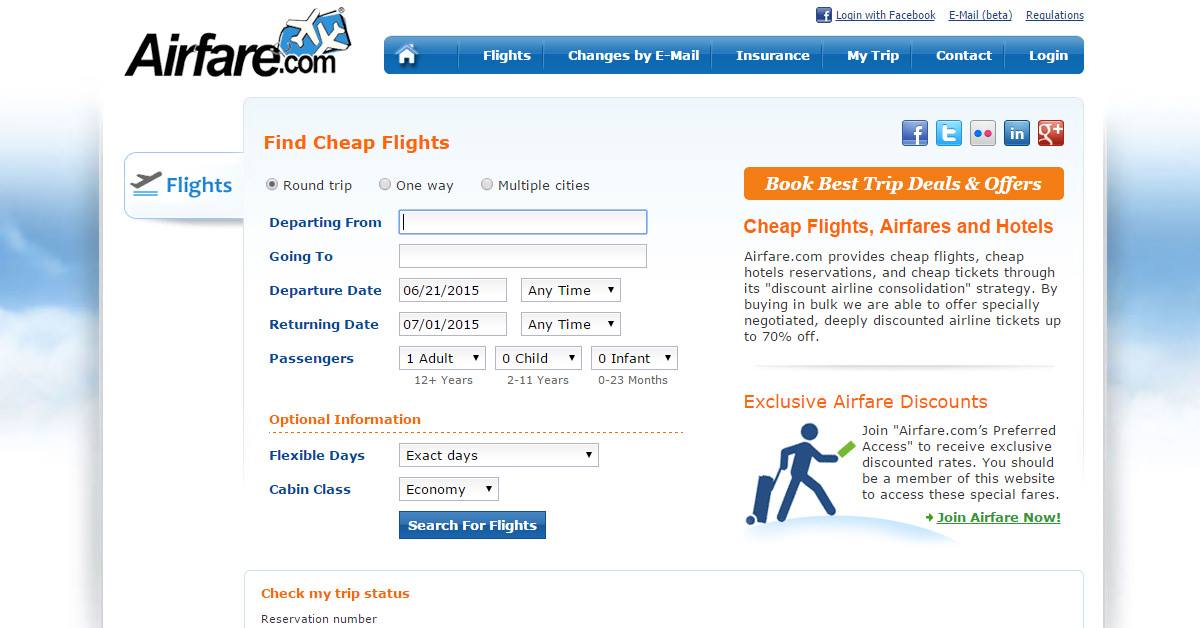 Login with Facebook E-Mail (beta) Regulations
Airfare.com®
Flights Changes by E-Mail Insurance My Trip Contact Login
Flights
Find Cheap Flights
Round trip One way Multiple cities
Departing From
Going To
Departure Date 06/21/2015 Any Time
Returning Date 07/01/2015 Any Time
Passengers 1 Adult 0 Child 0 Infant
12+ Years 2-11 Years 0-23 Months
Optional Information
Flexible Days Exact days
Cabin Class Economy
Search For Flights
f t in g+
Book Best Trip Deals & Offers
Cheap Flights, Airfares and Hotels
Airfare.com provides cheap flights, cheap
hotels reservations, and cheap tickets through
its "discount airline consolidation" strategy. By
buying in bulk we are able to offer specially
negotiated, deeply discounted airline tickets up
to 70% off.
Exclusive Airfare Discounts
Join "Airfare.com’s Preferred
Access" to receive exclusive
discounted rates. You should
be a member of this website
to access these special fares.
Join Airfare Now!
Check my trip status
Reservation number